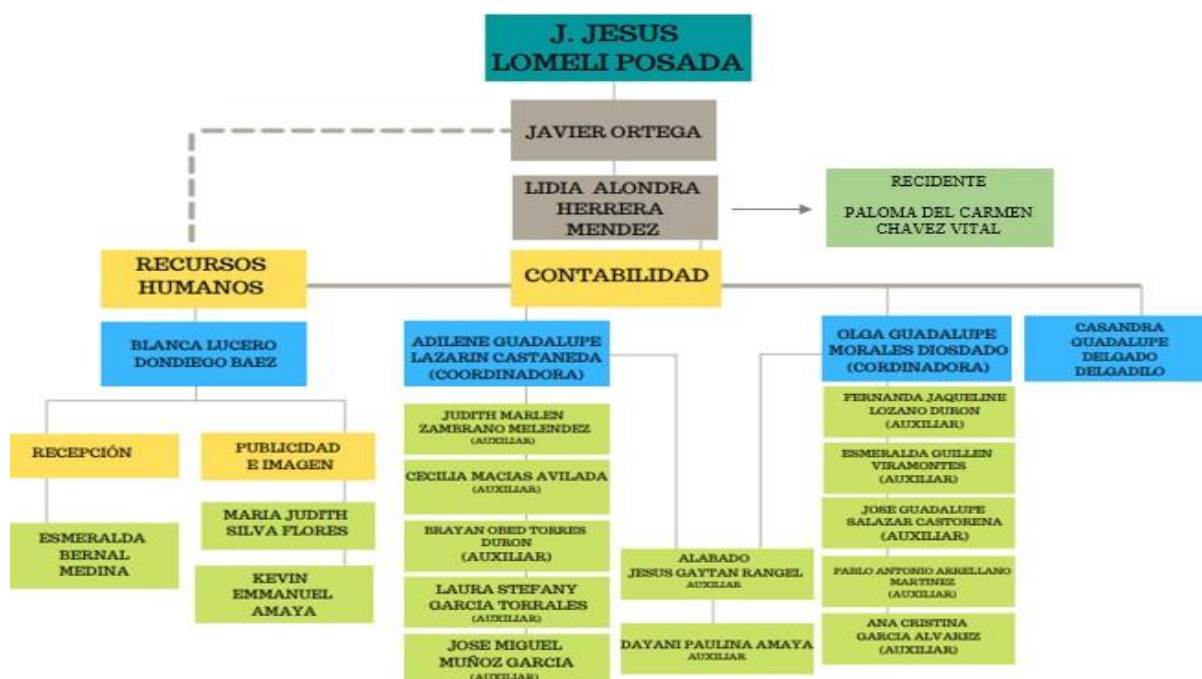 J. JESUS
LOMELI POSADA
JAVIER ORTEGA
LIDIA ALONDRA
HERRERA
MENDEZ
RECIDENTE
PALOMA DEL CARMEN
CHAVEZ VITAL
RECURSOS
HUMANOS
CONTABILIDAD
BLANCA LUCERO
DONDIEGO BAEZ
ADILENE GUADALUPE
LAZARIN CASTANEDA
(COORDINADORA)
OLGA GUADALUPE
MORALES DIOSDADO
(CORDINADORA)
CASANDRA
GUADALUPE
DELGADO
DELGADILO
RECEPCIÓN
ESMERALDA
BERNAL
MEDINA
PUBLICIDAD
E IMAGEN
MARIA JUDITH
SILVA FLORES
KEVIN
EMMANUEL
AMAYA
JUDITH MARLEN
ZAMBRANO MELENDEZ
(AUXILIAR)
CECILIA MACIAS AVILADA
(AUXILIAR)
BRAYAN OBED TORRES
DURON
(AUXILIAR)
LAURA STEFANY
GARCIA TORRALES
(AUXILIAR)
JOSE MIGUEL
MUÑOZ GARCIA
(AUXILIAR)
ALABADO
JESUS GAYTAN RANGEL
AUXILIAR
DAYANI PAULINA AMAYA
AUXILIAR
FERNANDA JAQUELINE
LOZANO DURON
(AUXILIAR)
ESMERALDA GUILLEN
VIRAMONTES
(AUXILIAR)
JOSE GUADALUPE
SALAZAR CASTORENA
(AUXILIAR)
PABLO ANTONIO ARRELLANO
MARTINEZ
(AUXILIAR)
ANA CRISTINA
GARCIA ALVAREZ
(AUXILIAR)